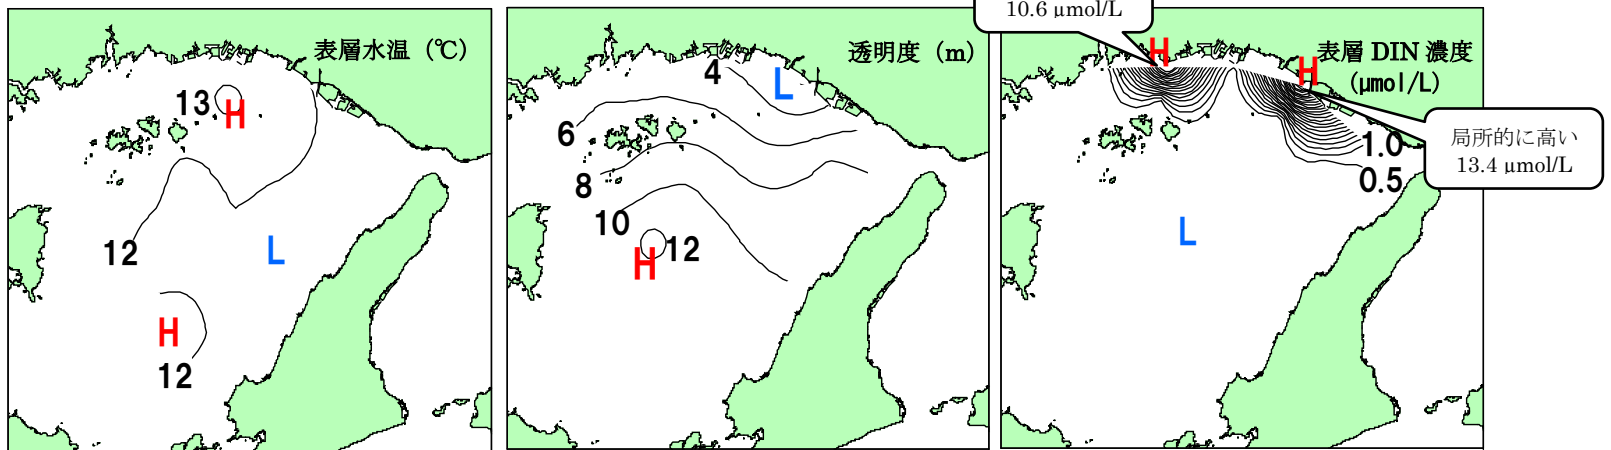 表層水温（℃）
13
H
12
L
H
12
透明度（m）
4
L
6
8
10
12
H
10.6 μmol/L
H
H
表層 DIN 濃度
（μmol/L）
1.0
0.5
局所的に高い
13.4 μmol/L
L